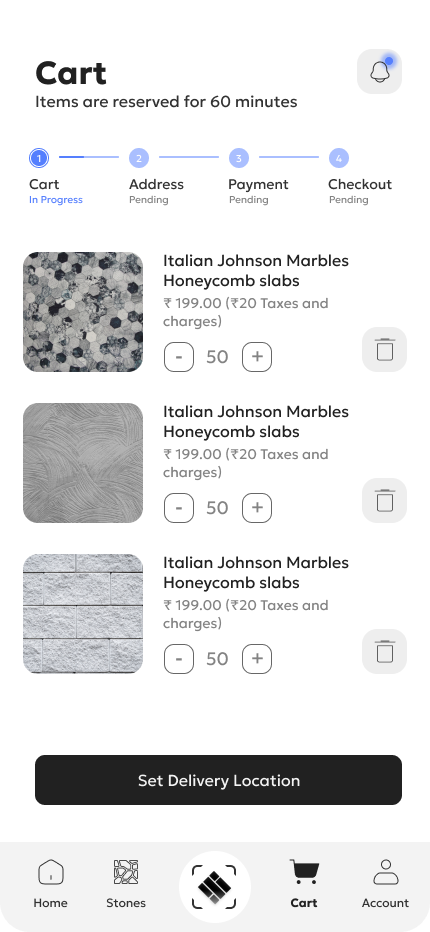 Cart
Items are reserved for 60 minutes
1 2 3 4
Cart Address Payment Checkout
In Progress Pending Pending Pending
Italian Johnson Marbles
Honeycomb slabs
₹ 199.00 (₹20 Taxes and
charges)
- 50 +
Italian Johnson Marbles
Honeycomb slabs
₹ 199.00 (₹20 Taxes and
charges)
- 50 +
Italian Johnson Marbles
Honeycomb slabs
₹ 199.00 (₹20 Taxes and
charges)
- 50 +
Set Delivery Location
Home Stones Cart Account